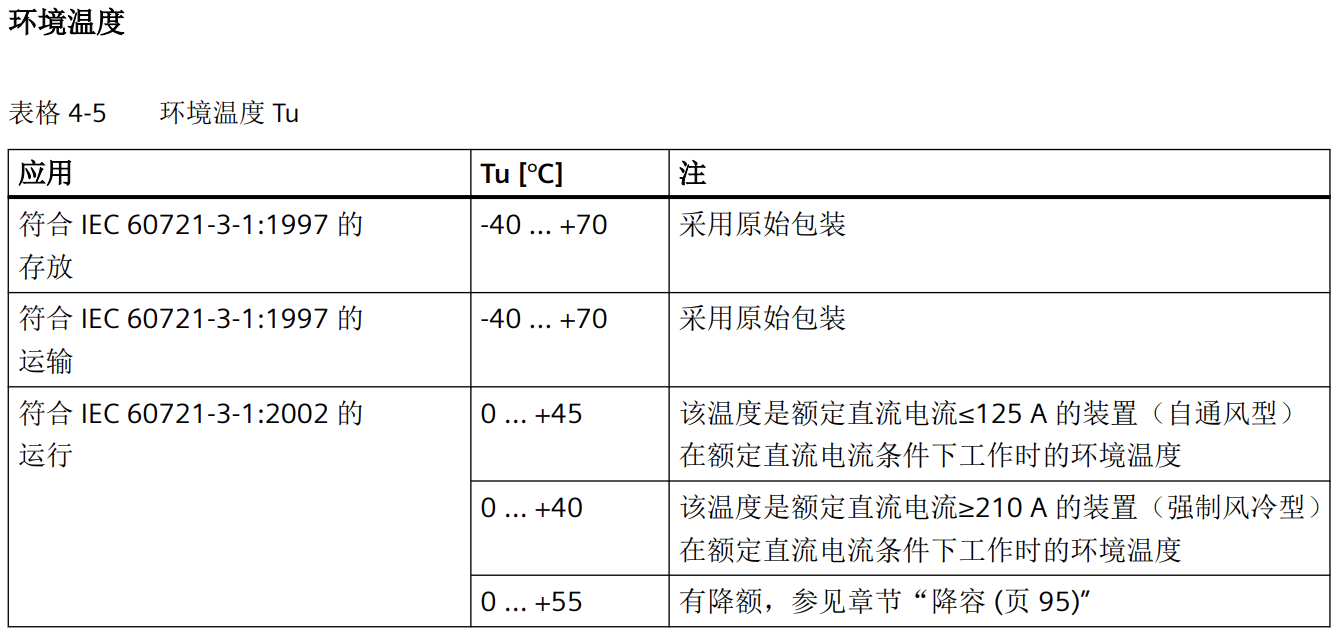 环境温度
表格 4-5 环境温度 Tu
应用 Tu [°C] 注
符合 IEC 60721-3-1:1997 的
存放
-40 ... +70
采用原始包装
符合 IEC 60721-3-1:1997 的
运输
-40 ... +70
采用原始包装
符合 IEC 60721-3-1:2002 的
运行
0 ... +45
该温度是额定直流电流≤125 A 的装置（自通风型）
在额定直流电流条件下工作时的环境温度
0 ... +40
该温度是额定直流电流≥210 A 的装置（强制风冷型）
在额定直流电流条件下工作时的环境温度
0 ... +55
有降额，参见章节“降容 (页 95)”